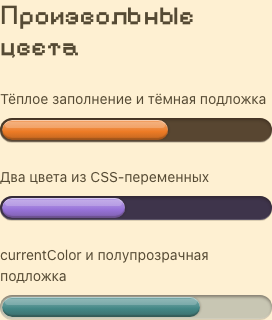 Произвольные
цвета
Тёплое заполнение и тёмная подложка
Два цвета из CSS-переменных
currentColor и полупрозрачная
подложка